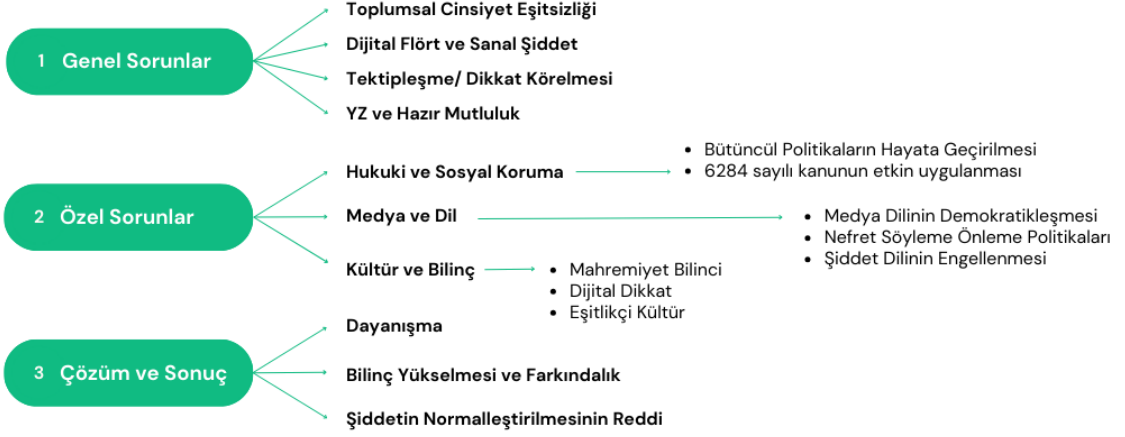 1 Genel Sorunlar
Toplumsal Cinsiyet Eşitsizliği
Dijital Flört ve Sanal Şiddet
Tektipleşme/ Dikkat Körelmesi
YZ ve Hazır Mutluluk
2 Özel Sorunlar
Hukuki ve Sosyal Koruma
• Bütüncül Politikaların Hayata Geçirilmesi
• 6284 sayılı kanunun etkin uygulanması
Medya ve Dil
• Medya Dilinin Demokratikleşmesi
• Nefret Söyleme Önleme Politikaları
• Şiddet Dilinin Engellenmesi
Kültür ve Bilinç
• Mahremiyet Bilinci
• Dijital Dikkat
• Eşitlikçi Kültür
3 Çözüm ve Sonuç
Dayanışma
Bilinç Yükselmesi ve Farkındalık
Şiddetin Normalleştirilmesinin Reddi